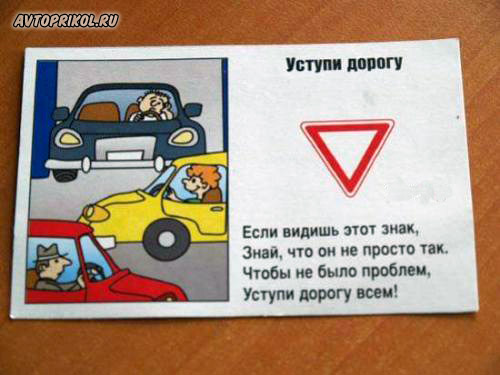 AVTOPRIKOL.RU
Уступи дорогу
Если видишь этот знак,
Знай, что он не просто так.
Чтобы не было проблем,
Уступи дорогу всем!